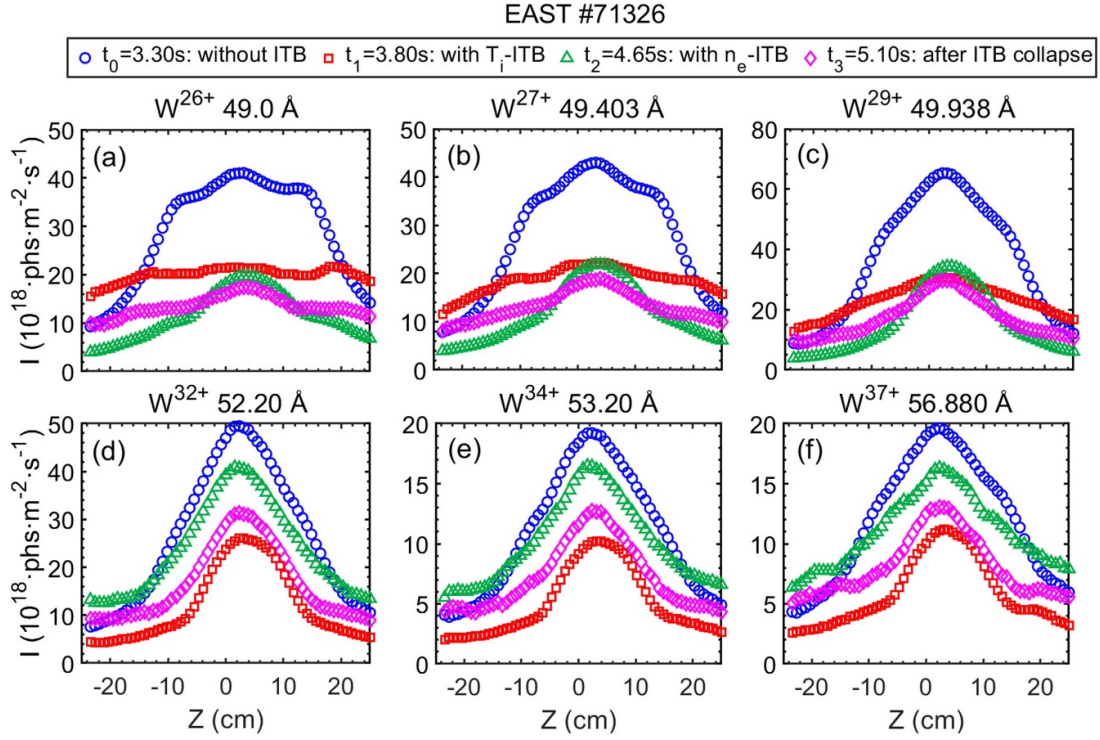 EAST #71326
t0=3.30s: without ITB t1=3.80s: with Ti-ITB t2=4.65s: with ne-ITB t3=5.10s: after ITB collapse
W26+ 49.0 Å W27+ 49.403 Å W29+ 49.938 Å
(a) (b) (c)
I (10^18·phs·m^-2·s^-1)
50 40 30 20 10 0
50 40 30 20 10 0
80 60 40 20 0
W32+ 52.20 Å W34+ 53.20 Å W37+ 56.880 Å
(d) (e) (f)
I (10^18·phs·m^-2·s^-1)
50 40 30 20 10 0
20 15 10 5 0
20 15 10 5 0
-20 -10 0 10 20 -20 -10 0 10 20 -20 -10 0 10 20
Z (cm) Z (cm) Z (cm)